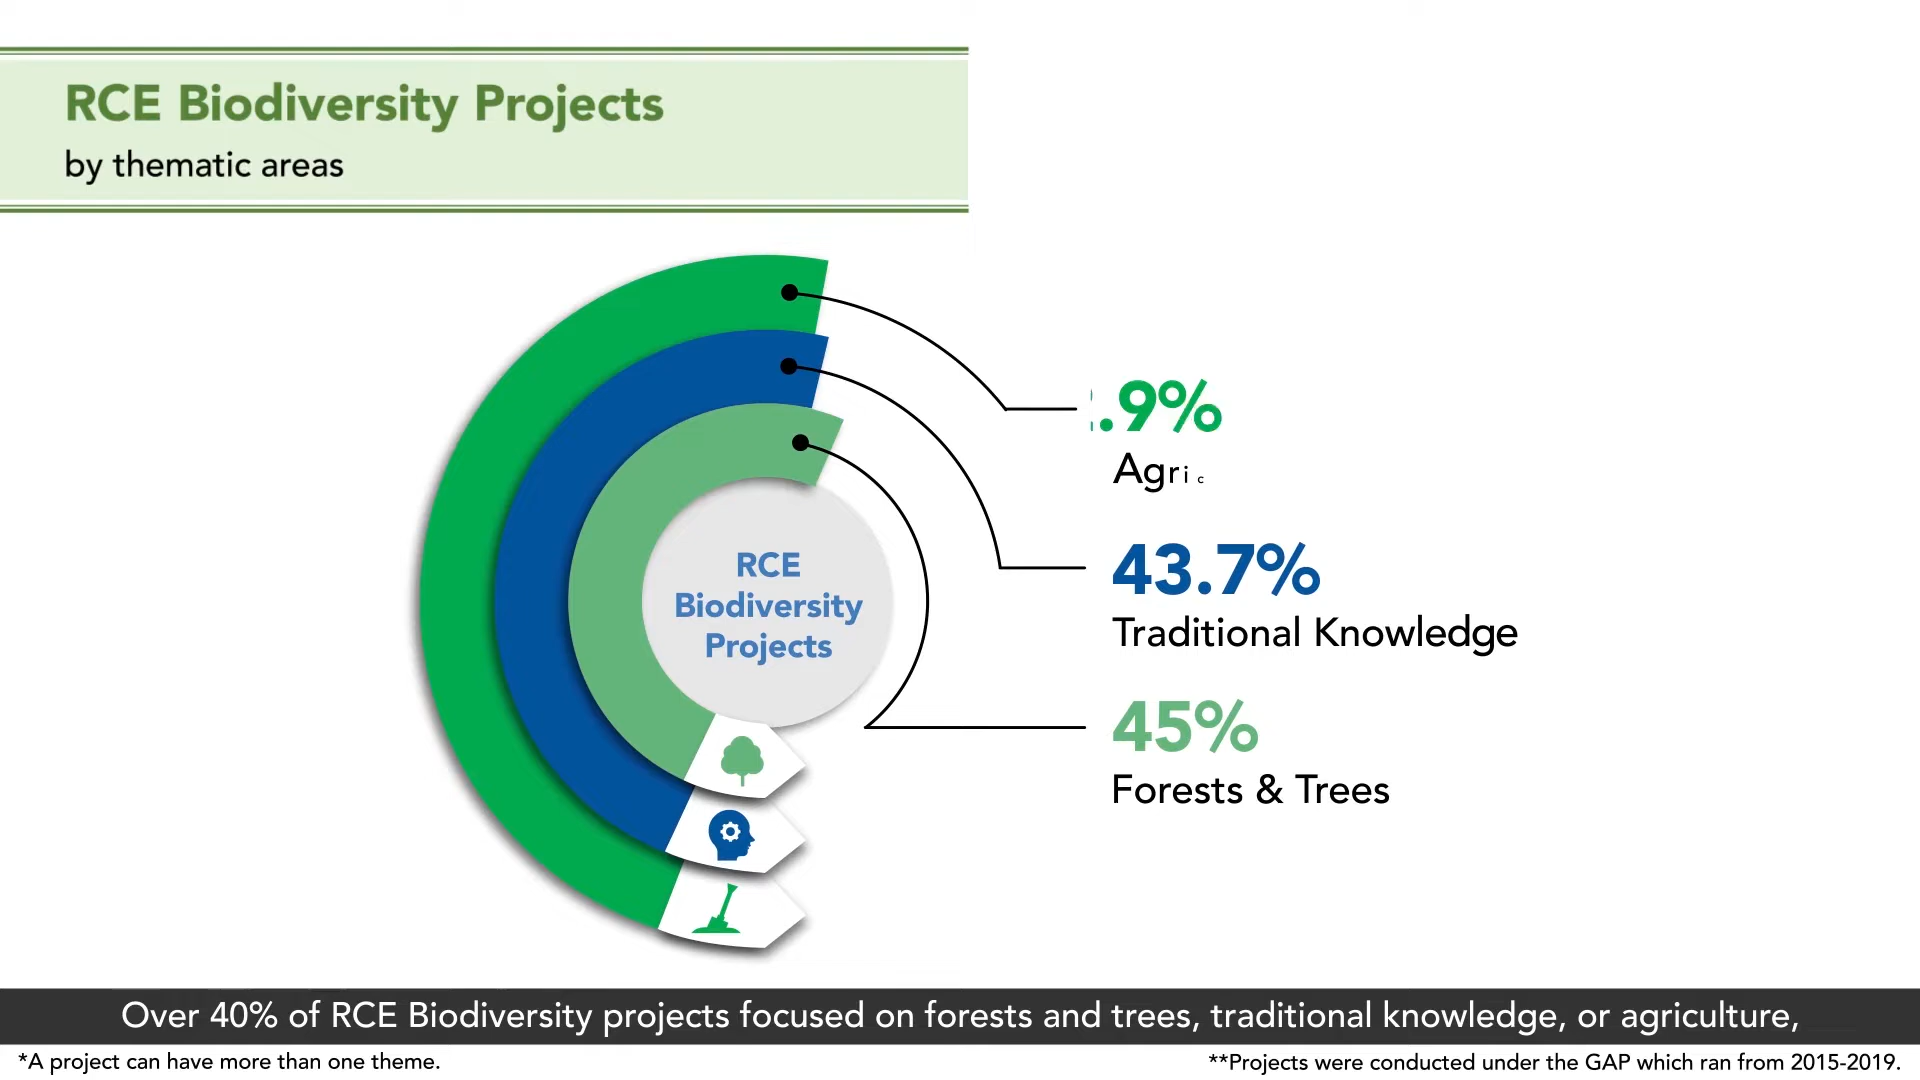 RCE Biodiversity Projects
by thematic areas
.9%
Agric
43.7%
Traditional Knowledge
45%
Forests & Trees
RCE
Biodiversity
Projects
Over 40% of RCE Biodiversity projects focused on forests and trees, traditional knowledge, or agriculture,
*A project can have more than one theme.
**Projects were conducted under the GAP which ran from 2015-2019.